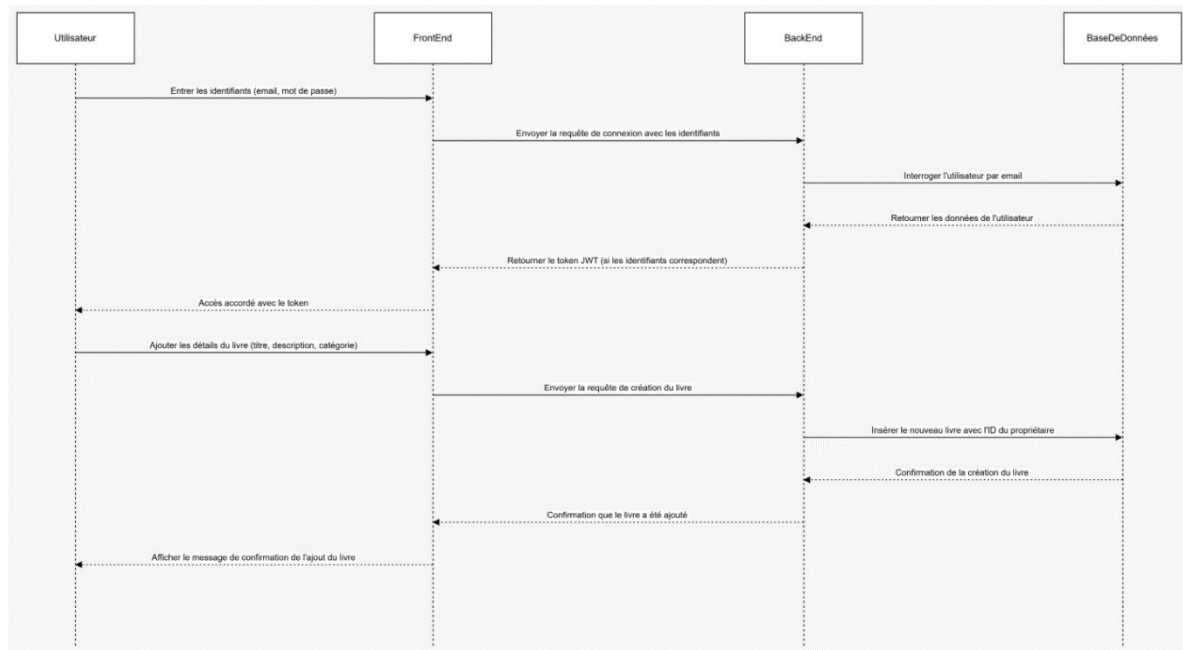 Utilisateur
FrontEnd
BackEnd
BaseDeDonnées
Entrer les identifiants (email, mot de passe)
Envoyer la requête de connexion avec les identifiants
Interroger l'utilisateur par email
Retourner les données de l'utilisateur
Retourner le token JWT (si les identifiants correspondent)
Accès accordé avec le token
Ajouter les détails du livre (titre, description, catégorie)
Envoyer la requête de création du livre
Insérer le nouveau livre avec l'ID du propriétaire
Confirmation de la création du livre
Confirmation que le livre a été ajouté
Afficher le message de confirmation de l'ajout du livre